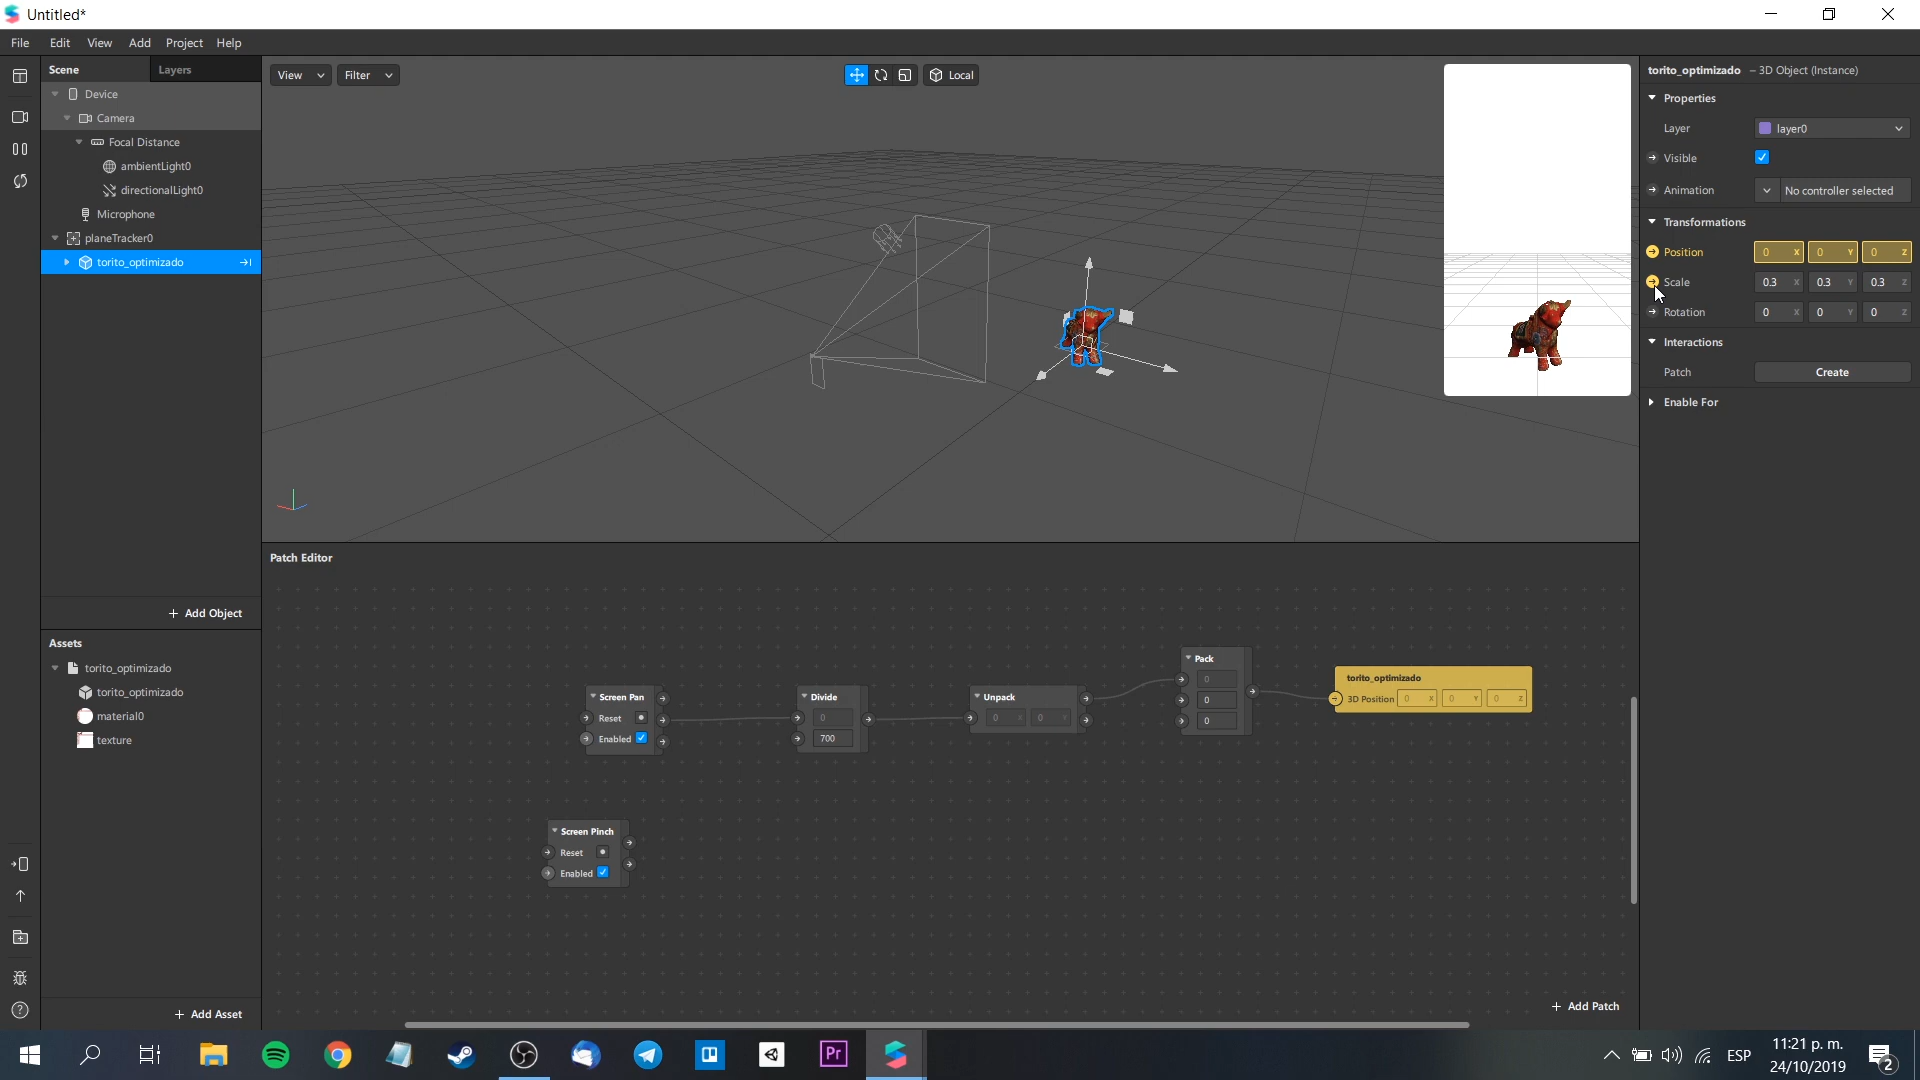 Untitled*
File Edit View Add Project Help
Scene Layers
Device
Camera
Focal Distance
ambientLight0
directionalLight0
Microphone
planeTracker0
torito_optimizado
+ Add Object
Assets
torito_optimizado
torito_optimizado
material0
texture
+ Add Asset
View Filter Local
Patch Editor
Screen Pan
Reset
Enabled
Divide
0
700
Unpack
0 X 0 Y
Pack
0
0
0
torito_optimizado
3D Position 0 X 0 Y 0 Z
Screen Pinch
Reset
Enabled
+ Add Patch
torito_optimizado – 3D Object (Instance)
Properties
Layer layer0
Visible
Animation No controller selected
Transformations
Position 0 X 0 Y 0 Z
Scale 0.3 X 0.3 Y 0.3 Z
Rotation 0 X 0 Y 0 Z
Interactions
Patch Create
Enable For
Pr
ESP
11:21 p. m.
24/10/2019
2